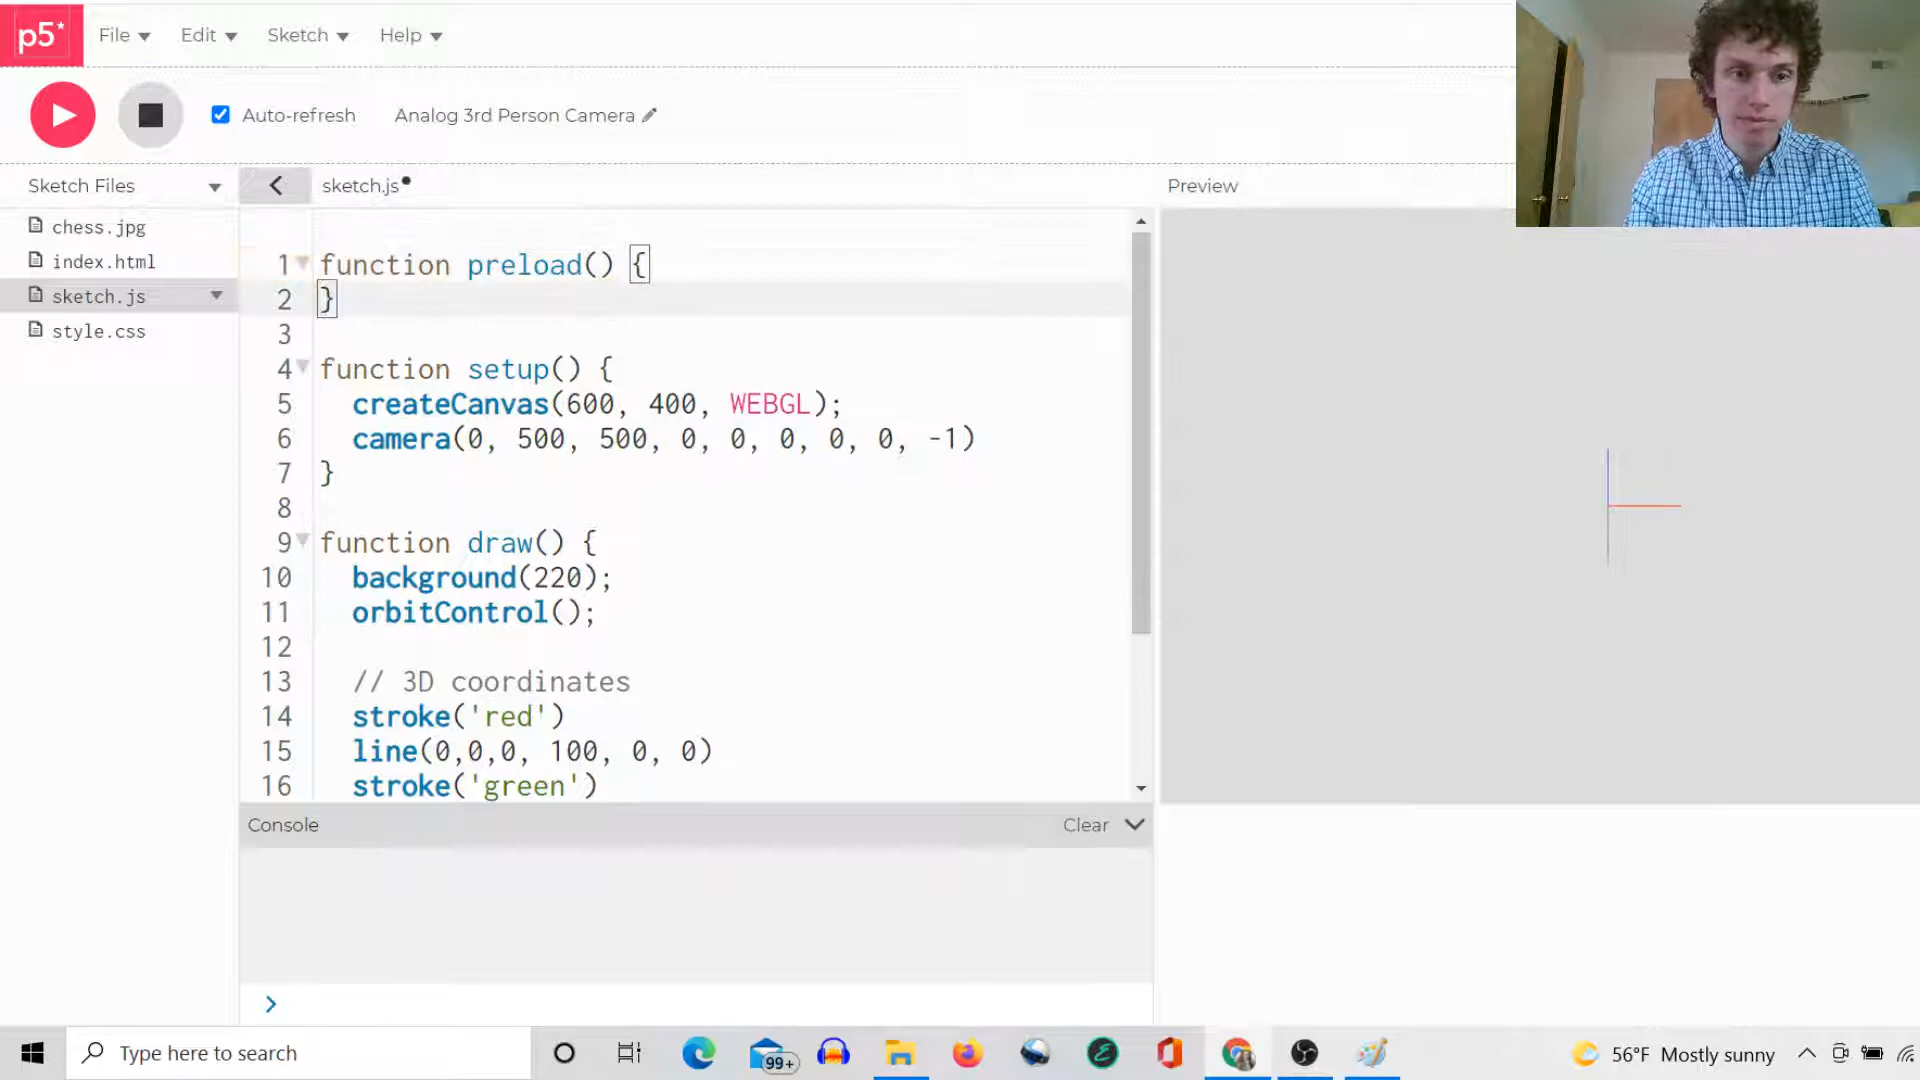 p5* File Edit Sketch Help
Auto-refresh Analog 3rd Person Camera
Sketch Files
sketch.js
Preview
chess.jpg
index.html
sketch.js
style.css
1 function preload() {
2 }
3
4 function setup() {
5 createCanvas(600, 400, WEBGL);
6 camera(0, 500, 500, 0, 0, 0, 0, 0, -1)
7 }
8
9 function draw() {
10 background(220);
11 orbitControl();
12
13 // 3D coordinates
14 stroke('red')
15 line(0,0,0, 100, 0, 0)
16 stroke('green')
Console Clear
>
Type here to search
99+
56°F Mostly sunny